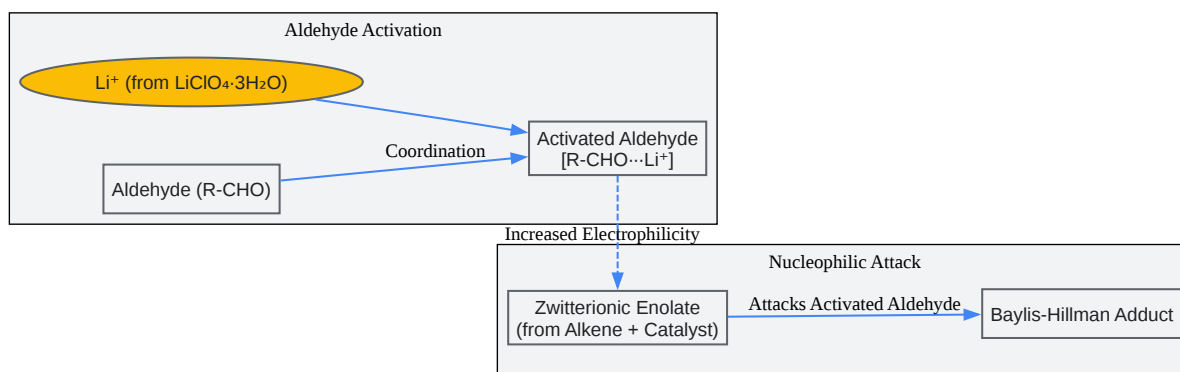 Aldehyde Activation
Li⁺ (from LiClO₄·3H₂O)
Coordination
Activated Aldehyde
[R-CHO···Li⁺]
Aldehyde (R-CHO)
Increased Electrophilicity
Nucleophilic Attack
Zwitterionic Enolate
(from Alkene + Catalyst)
Attacks Activated Aldehyde
Baylis-Hillman Adduct